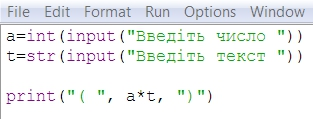 File Edit Format Run Options Window
a=int(input("Введіть число "))
t=str(input("Введіть текст "))
print("( ", a*t, ")")